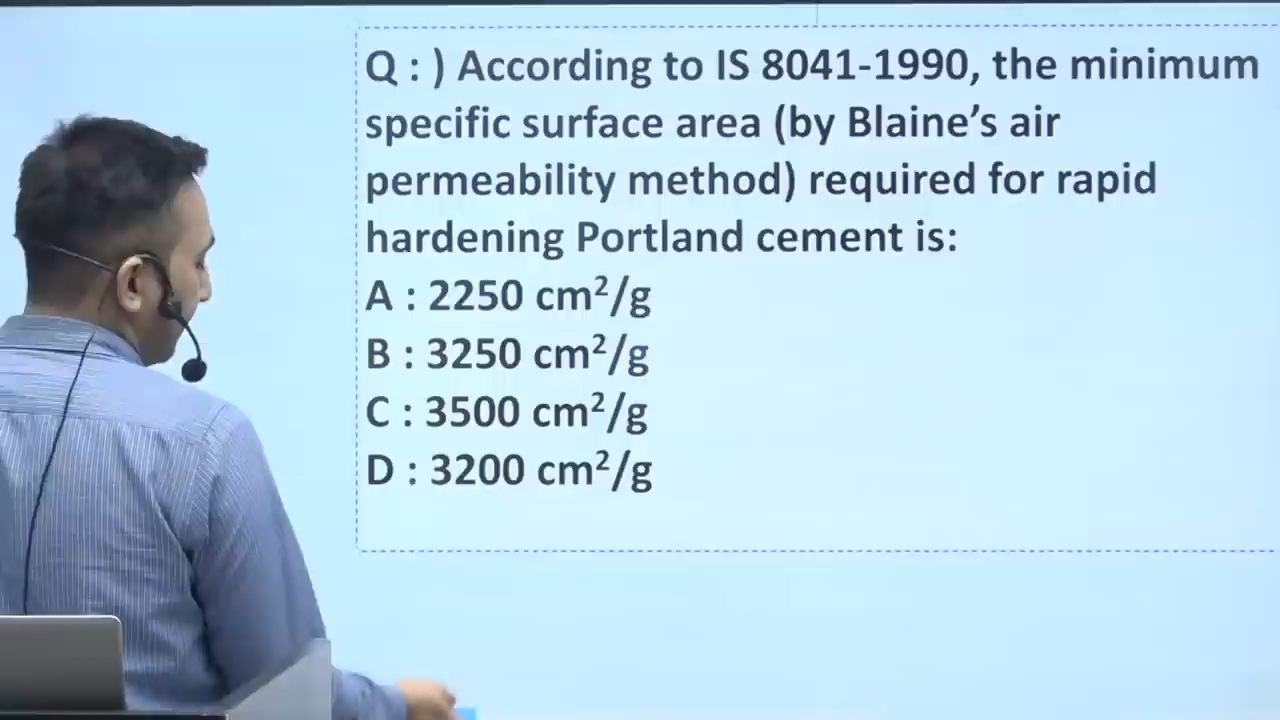 Q : ) According to IS 8041-1990, the minimum
specific surface area (by Blaine’s air
permeability method) required for rapid
hardening Portland cement is:
A : 2250 cm²/g
B : 3250 cm²/g
C : 3500 cm²/g
D : 3200 cm²/g